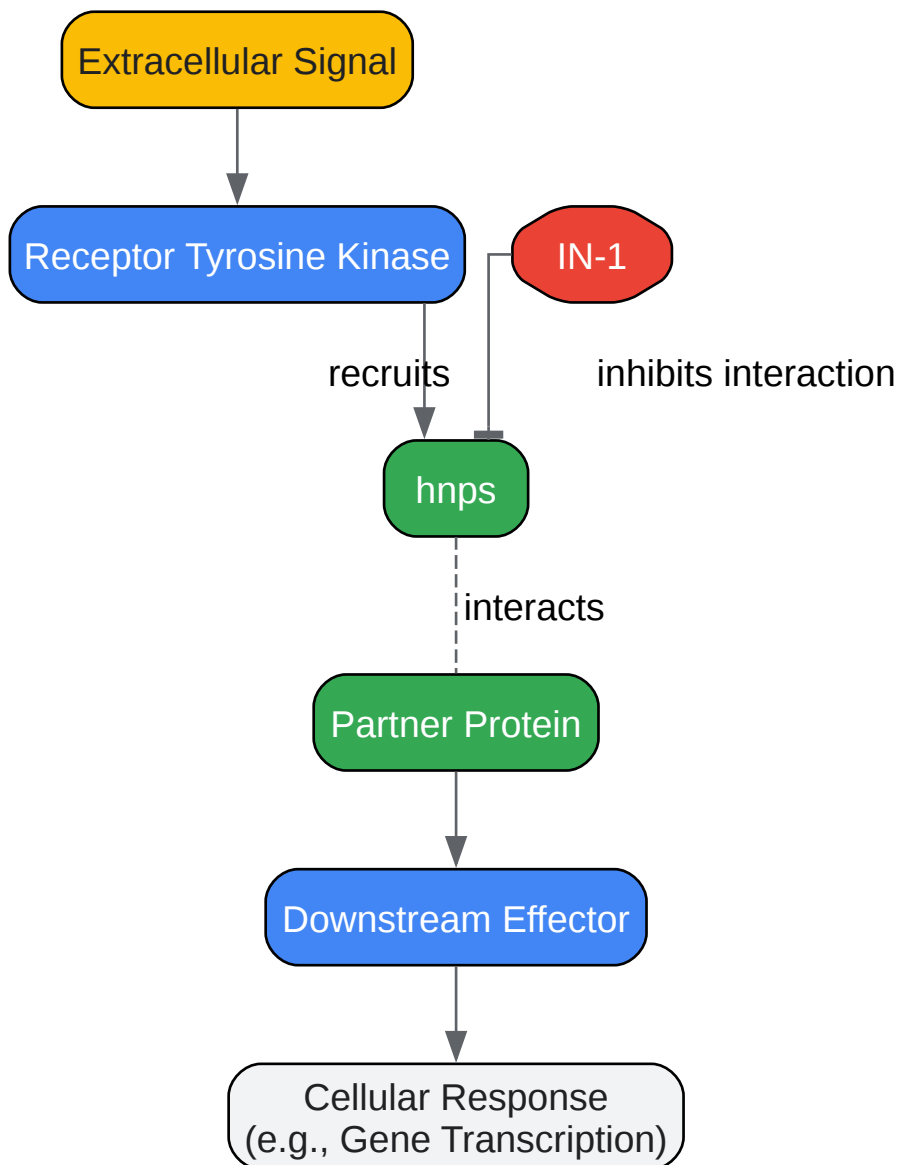 Extracellular Signal
Receptor Tyrosine Kinase
IN-1
recruits
inhibits interaction
hnps
interacts
Partner Protein
Downstream Effector
Cellular Response
(e.g., Gene Transcription)